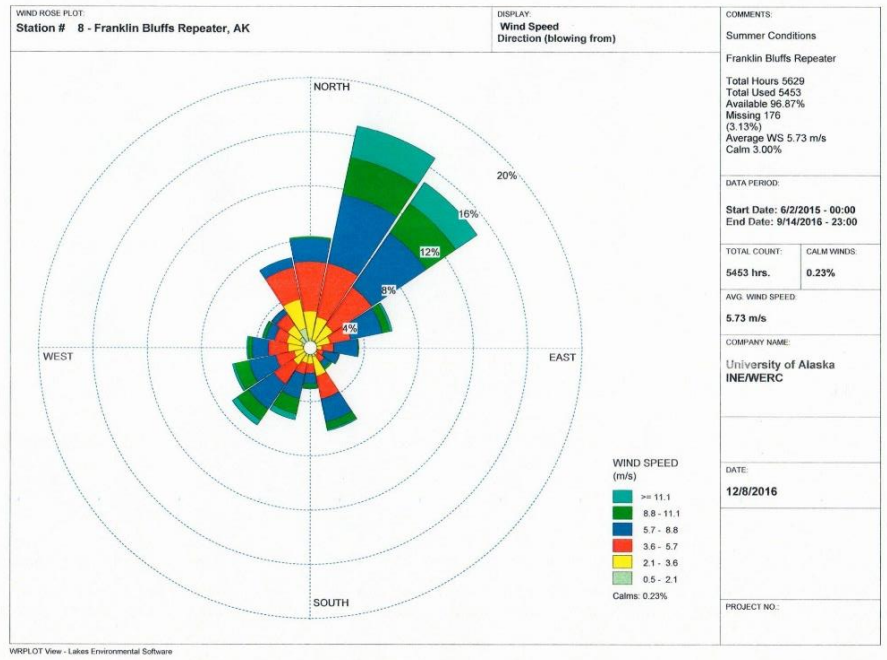 WIND ROSE PLOT:
Station # 8 - Franklin Bluffs Repeater, AK
DISPLAY:
Wind Speed
Direction (blowing from)
COMMENTS:
Summer Conditions
Franklin Bluffs Repeater
Total Hours 5629
Total Used 5453
Available 96.87%
Missing 176
(3.13%)
Average WS 5.73 m/s
Calm 3.00%
DATA PERIOD:
Start Date: 6/2/2015 - 00:00
End Date: 9/14/2016 - 23:00
TOTAL COUNT:
5453 hrs.
CALM WINDS:
0.23%
AVG. WIND SPEED:
5.73 m/s
COMPANY NAME:
University of Alaska
INE/WERC
DATE:
12/8/2016
PROJECT NO.:
NORTH
20%
16%
12%
8%
4%
WEST
EAST
SOUTH
WIND SPEED
(m/s)
>= 11.1
8.8 - 11.1
5.7 - 8.8
3.6 - 5.7
2.1 - 3.6
0.5 - 2.1
Calms: 0.23%
WRPLOT View - Lakes Environmental Software